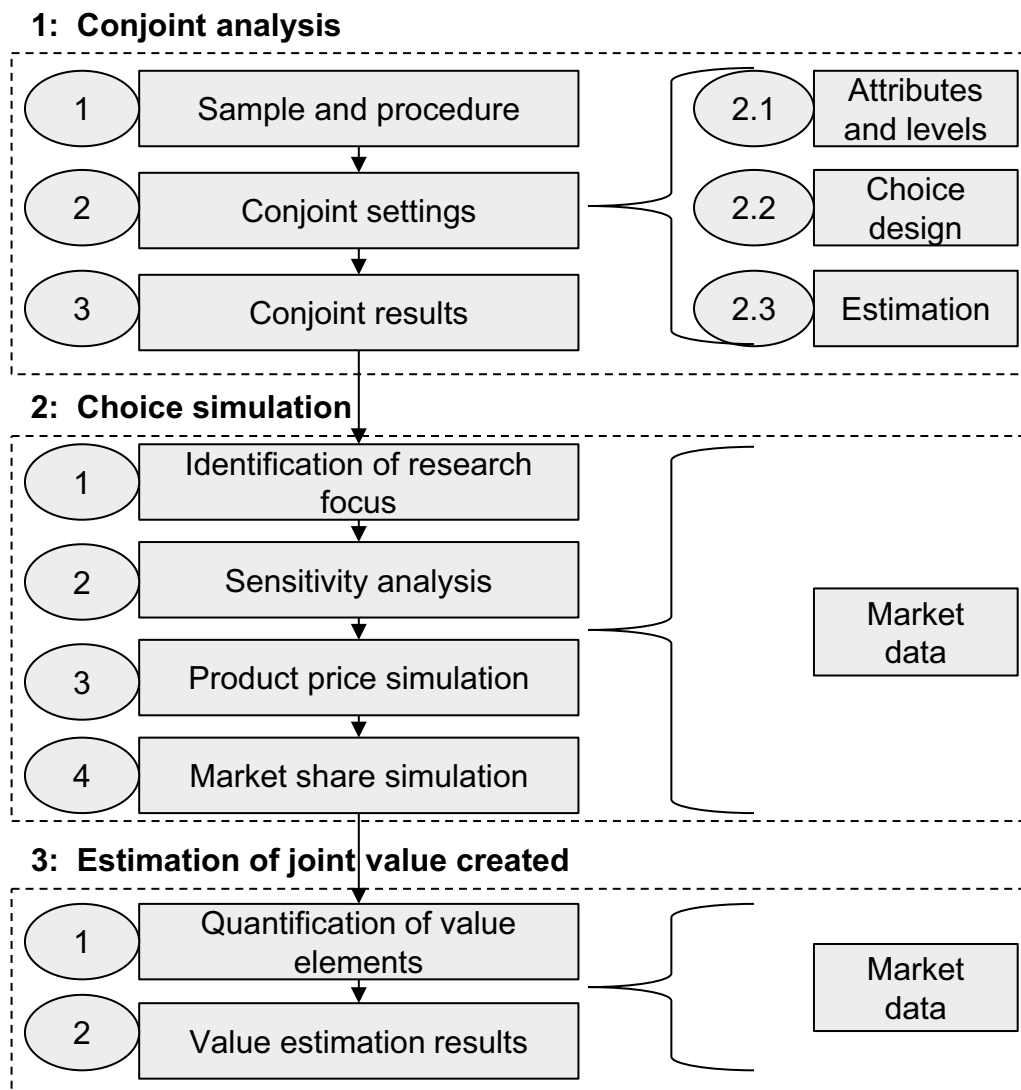 1: Conjoint analysis
1
Sample and procedure
2
Conjoint settings
3
Conjoint results
2.1
Attributes
and levels
2.2
Choice
design
2.3
Estimation
2: Choice simulation
1
Identification of research
focus
2
Sensitivity analysis
3
Product price simulation
4
Market share simulation
Market
data
3: Estimation of joint value created
1
Quantification of value
elements
2
Value estimation results
Market
data